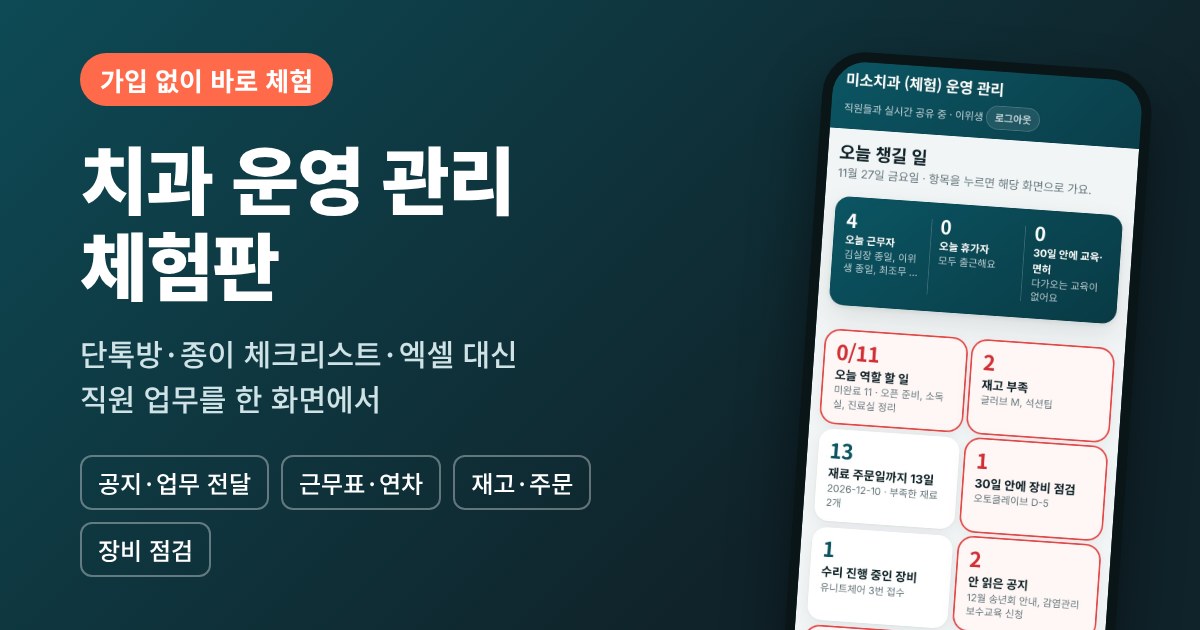 가입 없이 바로 체험
치과 운영 관리
체험판
단톡방·종이 체크리스트·엑셀 대신
직원 업무를 한 화면에서
공지·업무 전달
근무표·연차
재고·주문
장비 점검
미소치과 (체험) 운영 관리
직원들과 실시간 공유 중 · 이위생
로그아웃
오늘 챙길 일
11월 27일 금요일 · 항목을 누르면 해당 화면으로 가요.
4
오늘 근무자
김실장 종일, 이위
생 종일, 최조무 ...
0
오늘 휴가자
모두 출근해요
0
30일 안에 교육·
면허
다가오는 교육이
없어요
0/11
오늘 역할 할 일
미완료 11 · 오픈 준비, 소독
실, 진료실 정리
2
재고 부족
글러브 M, 석션팁
13
재료 주문일까지 13일
2026-12-10 · 부족한 재료
2개
1
30일 안에 장비 점검
오토클레이브 D-5
1
수리 진행 중인 장비
유니트체어 3번 접수
2
안 읽은 공지
12월 송년회 안내, 감염관리
보수교육 신청